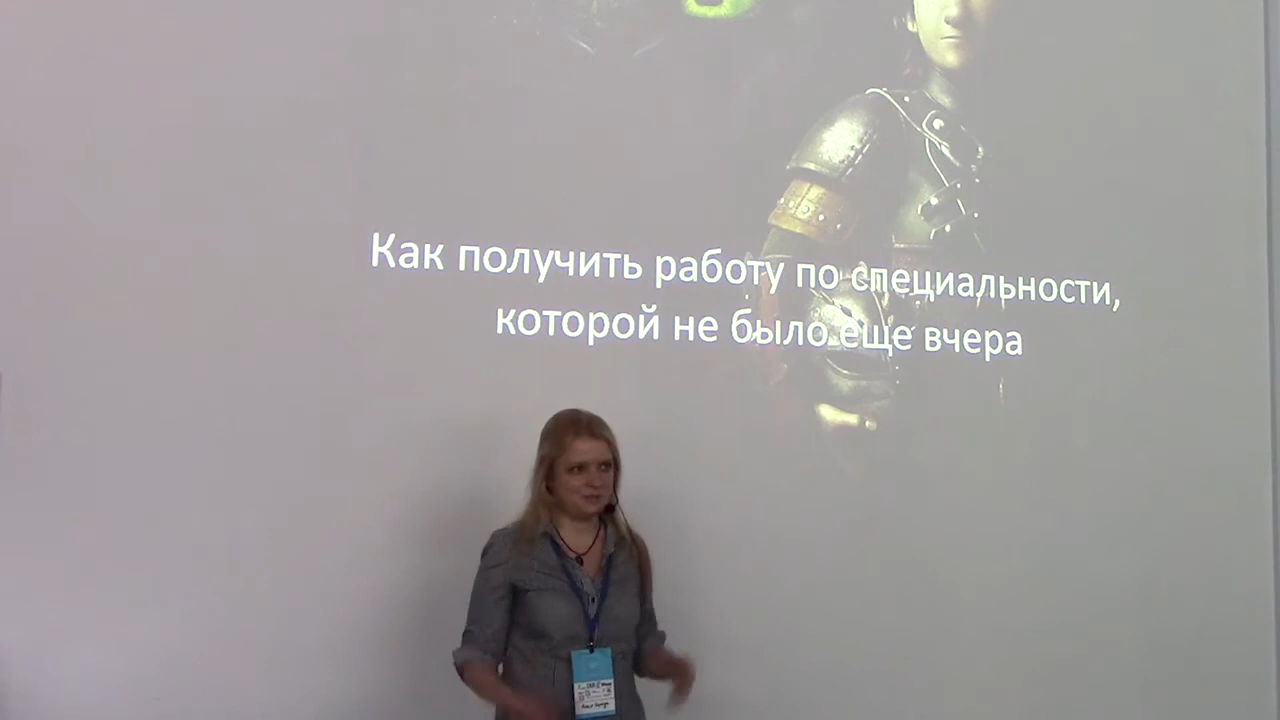 Как получить работу по специальности,
которой не было еще вчера